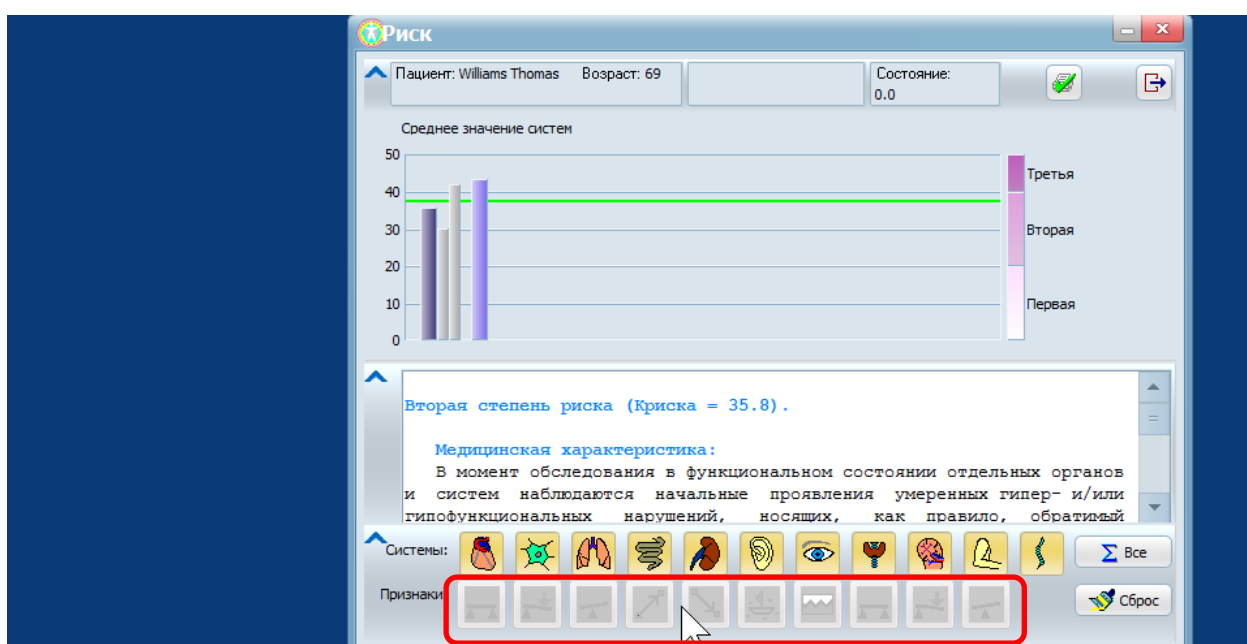 Риск
Пациент: Williams Thomas Возраст: 69
Состояние:
0.0
Среднее значение систем
50
40
30
20
10
0
Третья
Вторая
Первая
Вторая степень риска (Криска = 35.8).
Медицинская характеристика:
В момент обследования в функциональном состоянии отдельных органов
и систем наблюдаются начальные проявления умеренных гипер- и/или
гипофункциональных нарушений, носящих, как правило, обратимый
Системы:
Σ Все
Признаки
Сброс